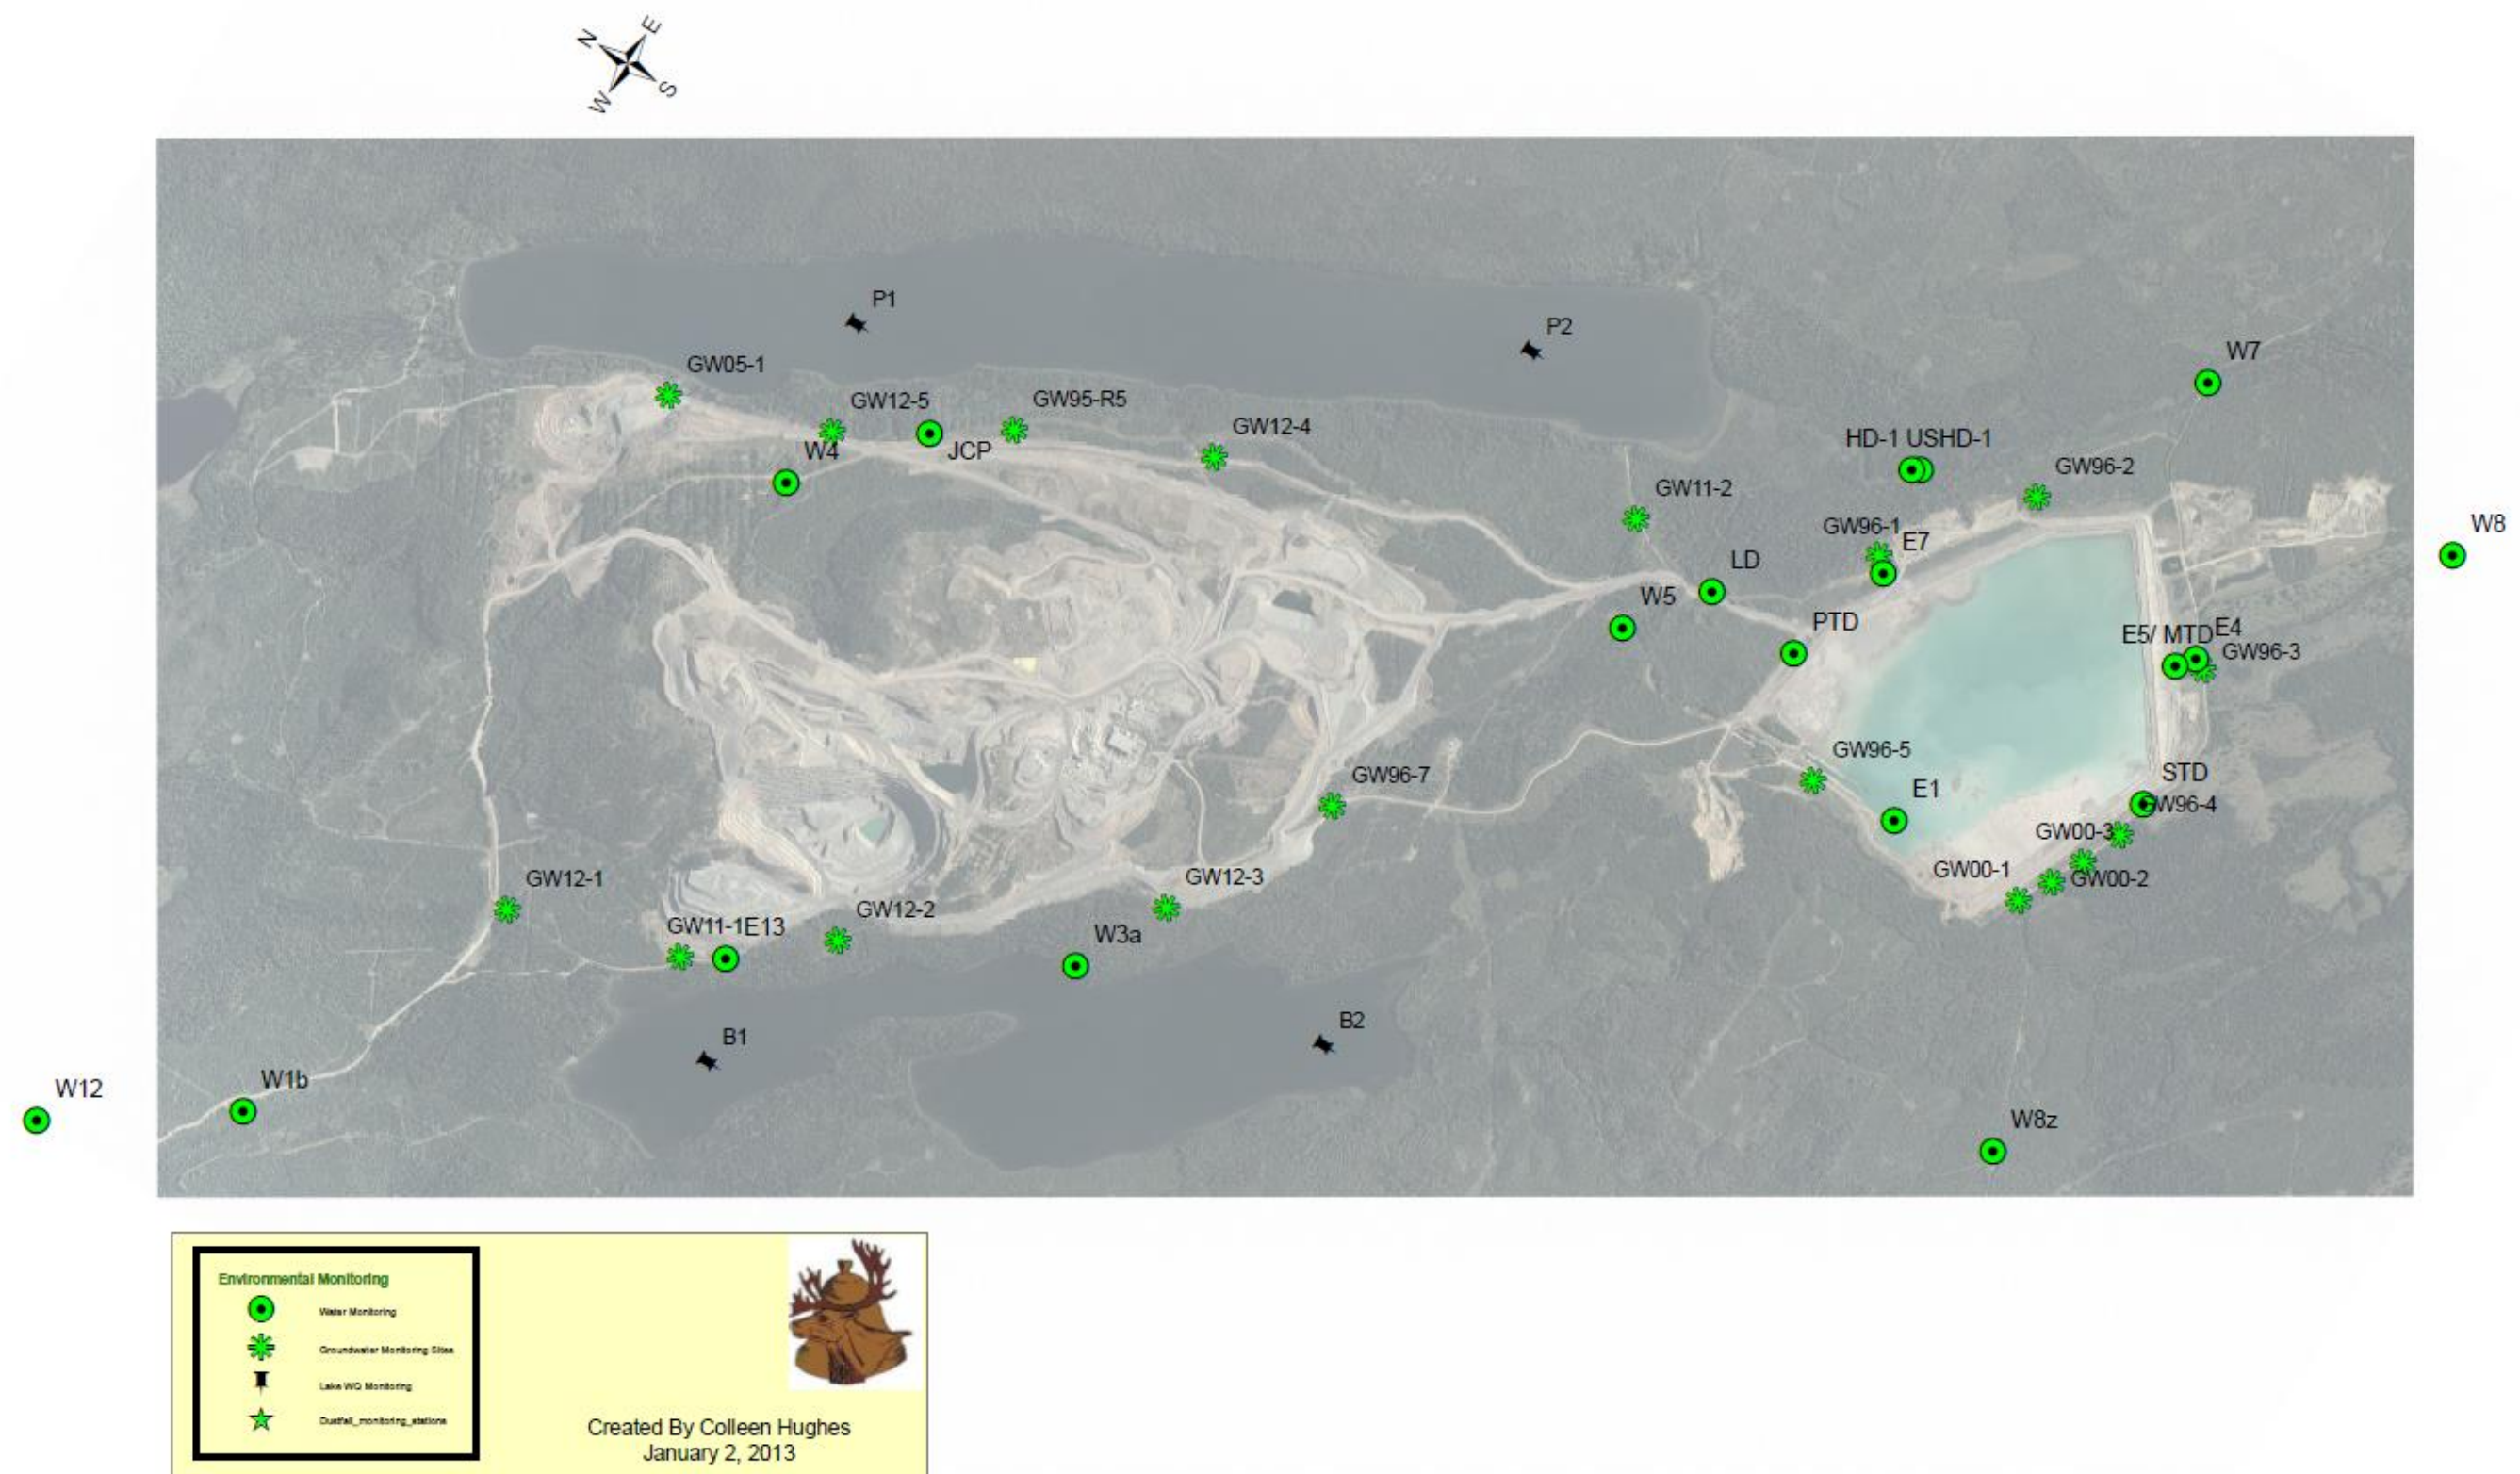 N
E
W
S
P1
P2
W7
GW05-1
GW12-5
GW95-R5
GW12-4
W4
JCP
HD-1 USHD-1
GW96-2
GW11-2
GW96-1
E7
W8
LD
W5
PTD
E5/ MTD
E4
GW96-3
GW96-5
GW96-7
E1
STD
GW96-4
GW00-3
GW00-1
GW00-2
GW12-1
GW12-3
GW12-2
GW11-1
E13
W3a
B1
B2
W12
W1b
W8z
Environmental Monitoring
Water Monitoring
Groundwater Monitoring Sites
Lake WQ Monitoring
Dustfall_monitoring_stations
Created By Colleen Hughes
January 2, 2013